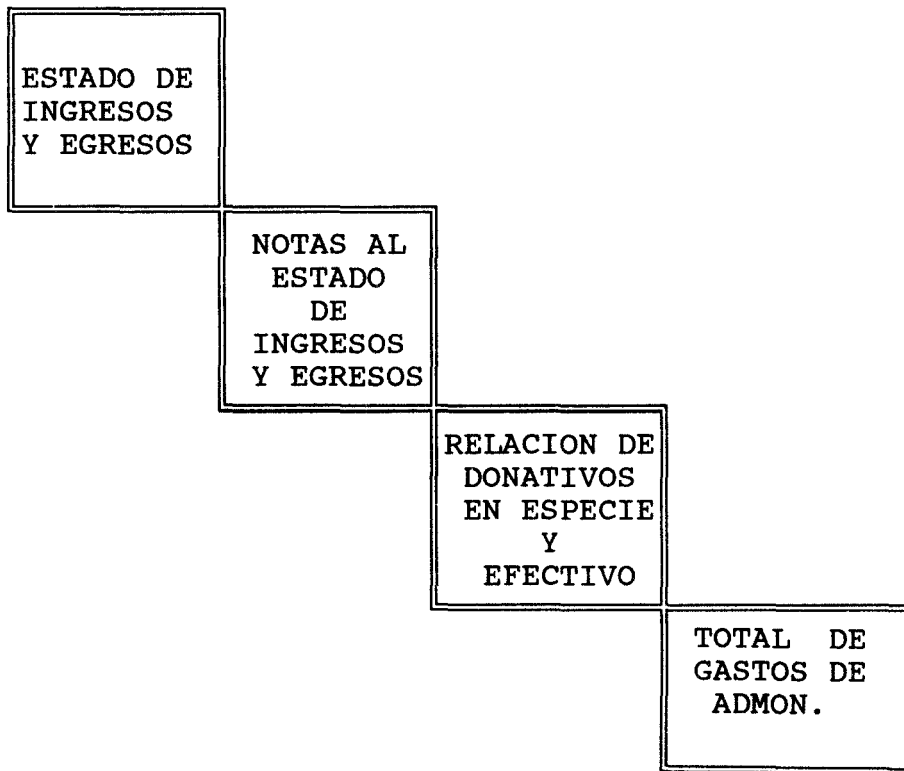 ESTADO DE
INGRESOS
Y EGRESOS
NOTAS AL
ESTADO
DE
INGRESOS
Y EGRESOS
RELACION DE
DONATIVOS
EN ESPECIE
Y
EFECTIVO
TOTAL DE
GASTOS DE
ADMON.